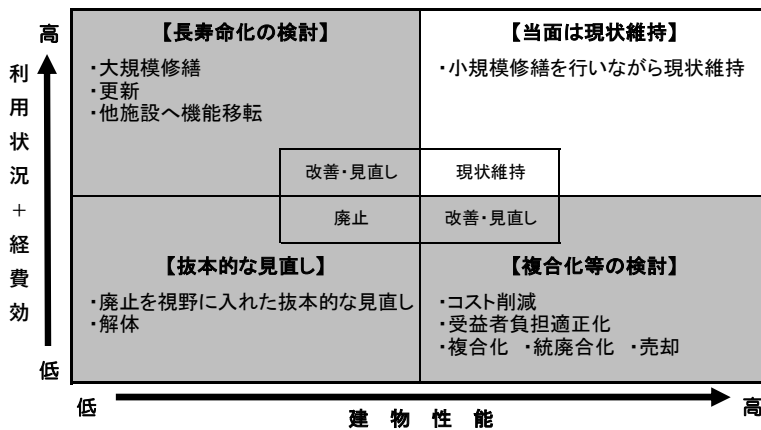 高
利用状況＋経費効
低
【長寿命化の検討】
・大規模修繕
・更新
・他施設へ機能移転
【当面は現状維持】
・小規模修繕を行いながら現状維持
改善・見直し
現状維持
廃止
改善・見直し
【抜本的な見直し】
・廃止を視野に入れた抜本的な見直し
・解体
【複合化等の検討】
・コスト削減
・受益者負担適正化
・複合化 ・統廃合化 ・売却
低
建物性能
高